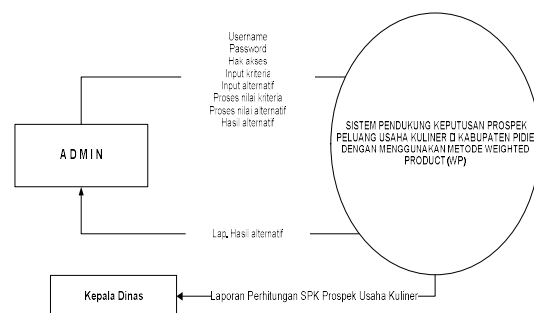 Username
Password
Hak akses
Input kriteria
Input alternatif
Proses nilai kriteria
Proses nilai alternatif
Hasil alternatif
ADMIN
SISTEM PENDUKUNG KEPUTUSAN PROSPEK
PELUANG USAHA KULINER KABUPATEN PIDIE
DENGAN MENGGUNAKAN METODE WEIGHTED
PRODUCT (WP)
Lap. Hasil alternatif
Kepala Dinas
Laporan Perhitungan SPK Prospek Usaha Kuliner